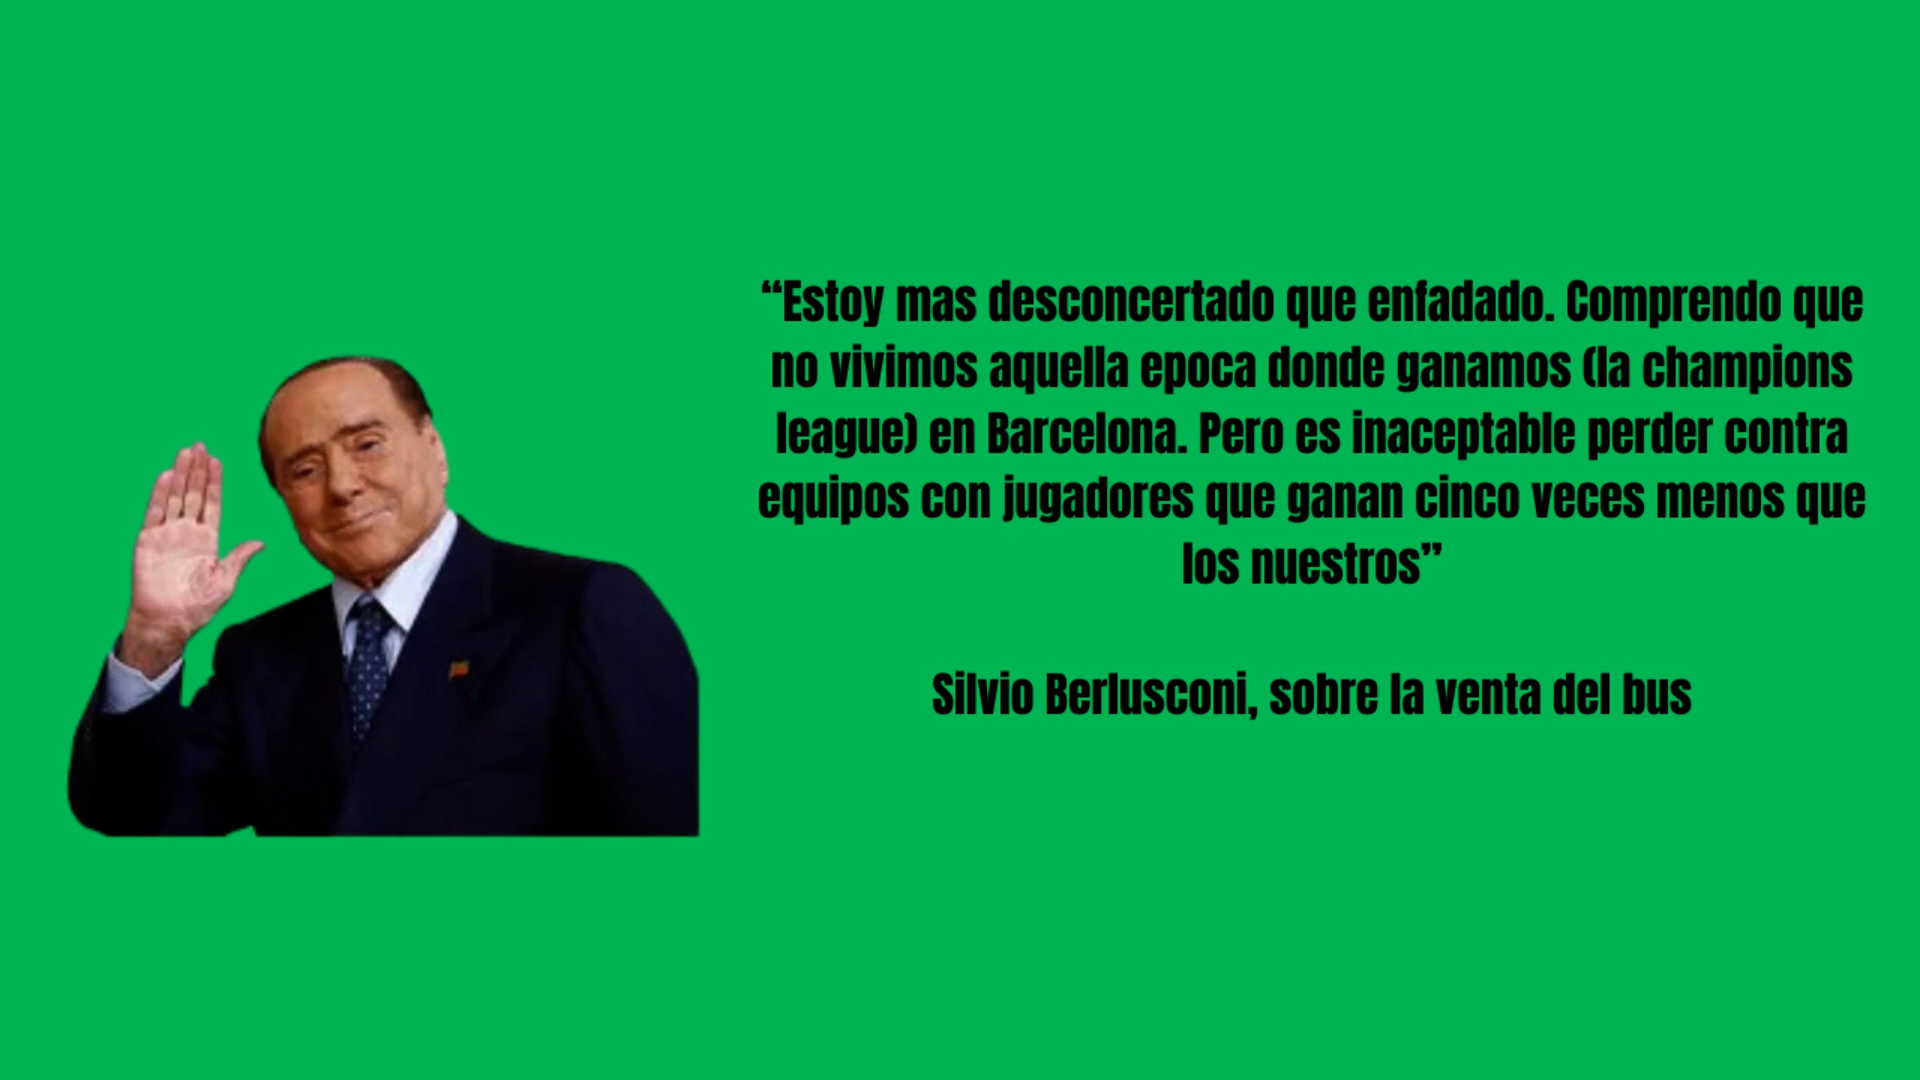 “Estoy mas desconcertado que enfadado. Comprendo que
no vivimos aquella epoca donde ganamos (la champions
league) en Barcelona. Pero es inaceptable perder contra
equipos con jugadores que ganan cinco veces menos que
los nuestros”
Silvio Berlusconi, sobre la venta del bus